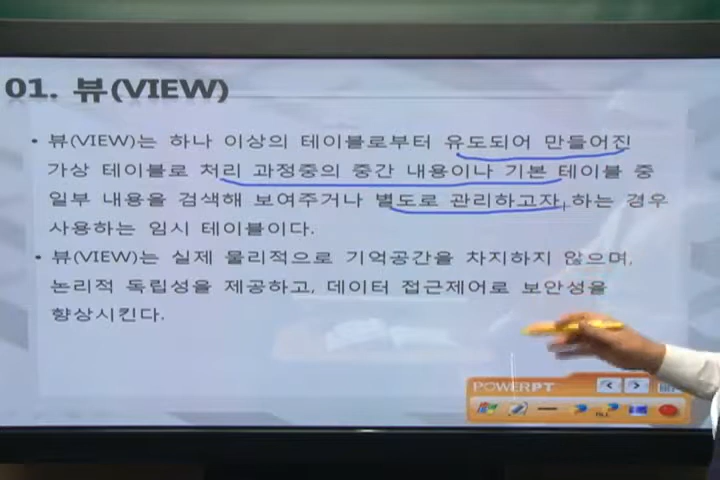 01. 뷰(VIEW)
• 뷰(VIEW)는 하나 이상의 테이블로부터 유도되어 만들어진
가상 테이블로 처리 과정중의 중간 내용이나 기본 테이블 중
일부 내용을 검색해 보여주거나 별도로 관리하고자 하는 경우
사용하는 임시 테이블이다.
• 뷰(VIEW)는 실제 물리적으로 기억공간을 차지하지 않으며,
논리적 독립성을 제공하고, 데이터 접근제어로 보안성을
향상시킨다.
POWERPT